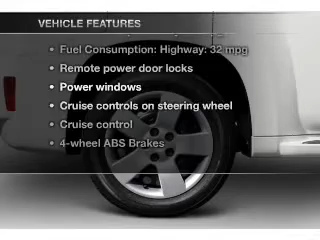 VEHICLE FEATURES
• Fuel Consumption: Highway: 32 mpg
• Remote power door locks
• Power windows
• Cruise controls on steering wheel
• Cruise control
• 4-wheel ABS Brakes